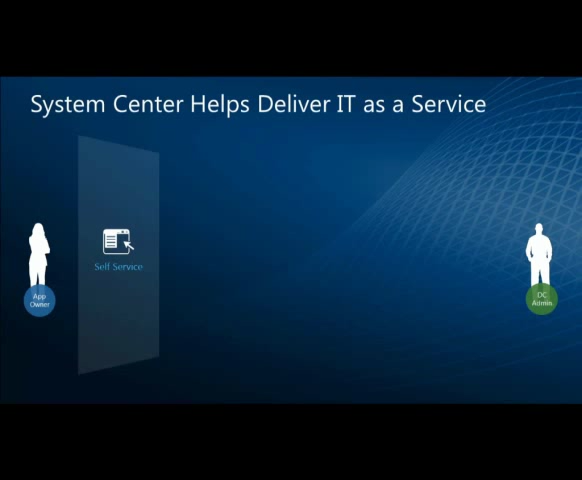 System Center Helps Deliver IT as a Service
Self Service
App
Owner
DC
Admin